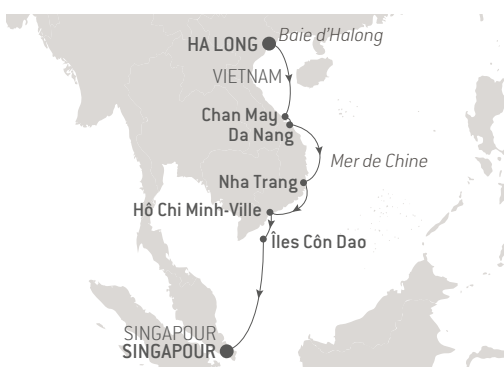 HA LONG
Baie d'Halong
VIETNAM
Chan May
Da Nang
Mer de Chine
Nha Trang
Hô Chi Minh-Ville
Îles Côn Dao
SINGAPOUR
SINGAPOUR